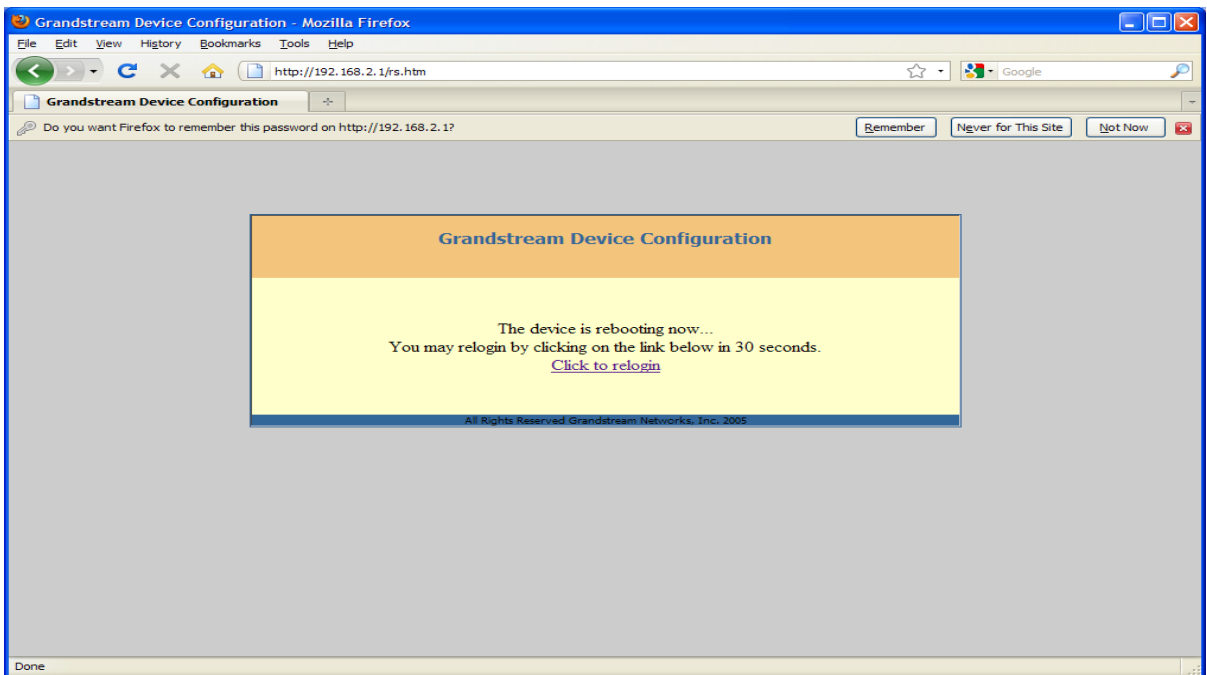 Grandstream Device Configuration - Mozilla Firefox
File Edit View History Bookmarks Tools Help
http://192.168.2.1/rs.htm Google
Grandstream Device Configuration
Do you want Firefox to remember this password on http://192.168.2.1? Remember Never for This Site Not Now
Grandstream Device Configuration
The device is rebooting now...
You may relogin by clicking on the link below in 30 seconds.
Click to relogin
All Rights Reserved Grandstream Networks, Inc. 2005
Done